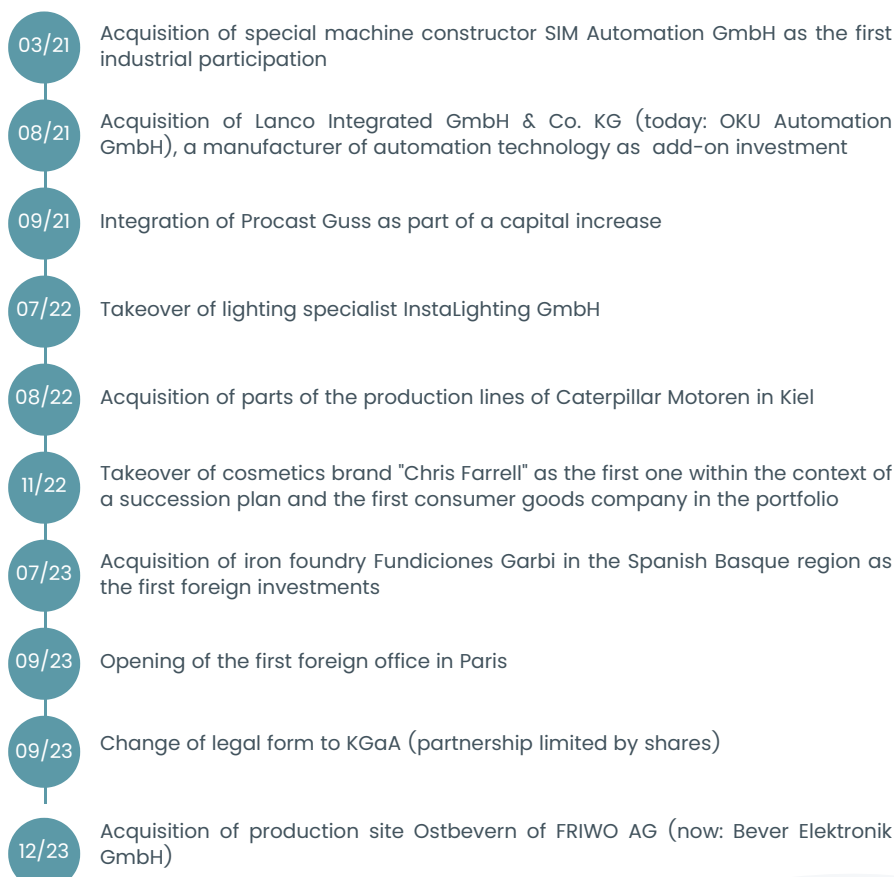 03/21
Acquisition of special machine constructor SIM Automation GmbH as the first
industrial participation
08/21
Acquisition of Lanco Integrated GmbH & Co. KG (today: OKU Automation
GmbH), a manufacturer of automation technology as add-on investment
09/21
Integration of Procast Guss as part of a capital increase
07/22
Takeover of lighting specialist InstaLighting GmbH
08/22
Acquisition of parts of the production lines of Caterpillar Motoren in Kiel
11/22
Takeover of cosmetics brand "Chris Farrell" as the first one within the context of
a succession plan and the first consumer goods company in the portfolio
07/23
Acquisition of iron foundry Fundiciones Garbi in the Spanish Basque region as
the first foreign investments
09/23
Opening of the first foreign office in Paris
09/23
Change of legal form to KGaA (partnership limited by shares)
12/23
Acquisition of production site Ostbevern of FRIWO AG (now: Bever Elektronik
GmbH)